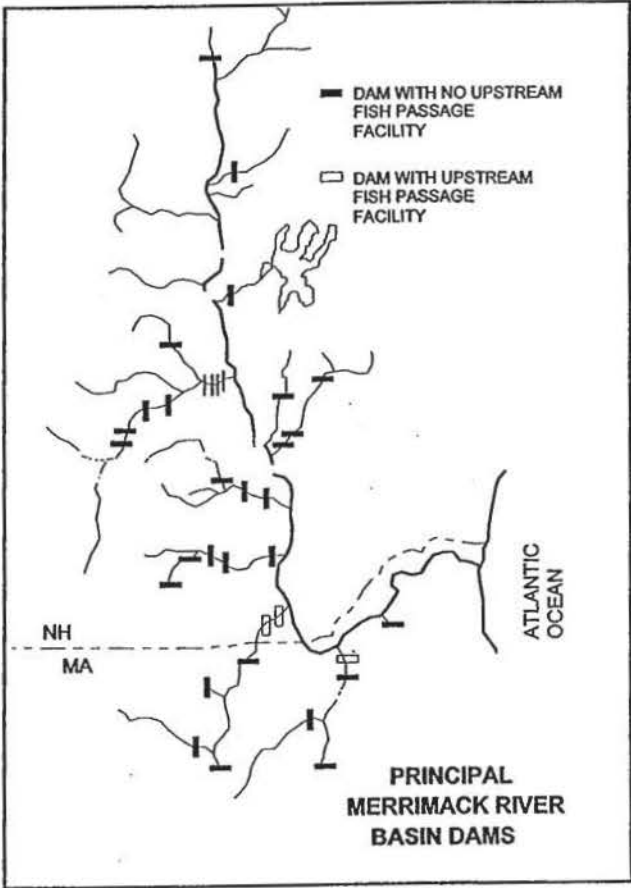 DAM WITH NO UPSTREAM
FISH PASSAGE
FACILITY
DAM WITH UPSTREAM
FISH PASSAGE
FACILITY
ATLANTIC
OCEAN
NH
MA
PRINCIPAL
MERRIMACK RIVER
BASIN DAMS